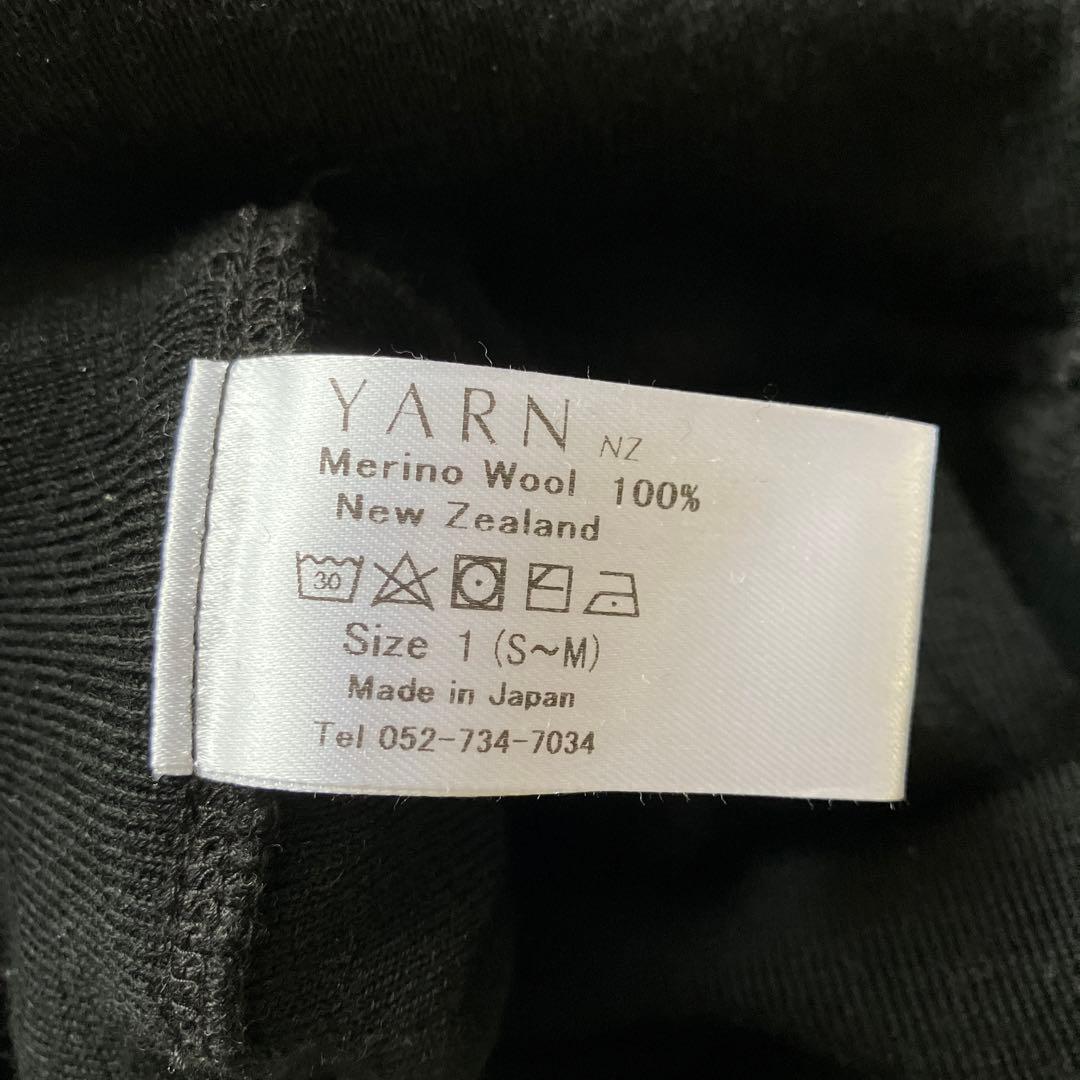 YARN NZ
Merino Wool 100%
New Zealand
30
Size 1 (S~M)
Made in Japan
Tel 052-734-7034